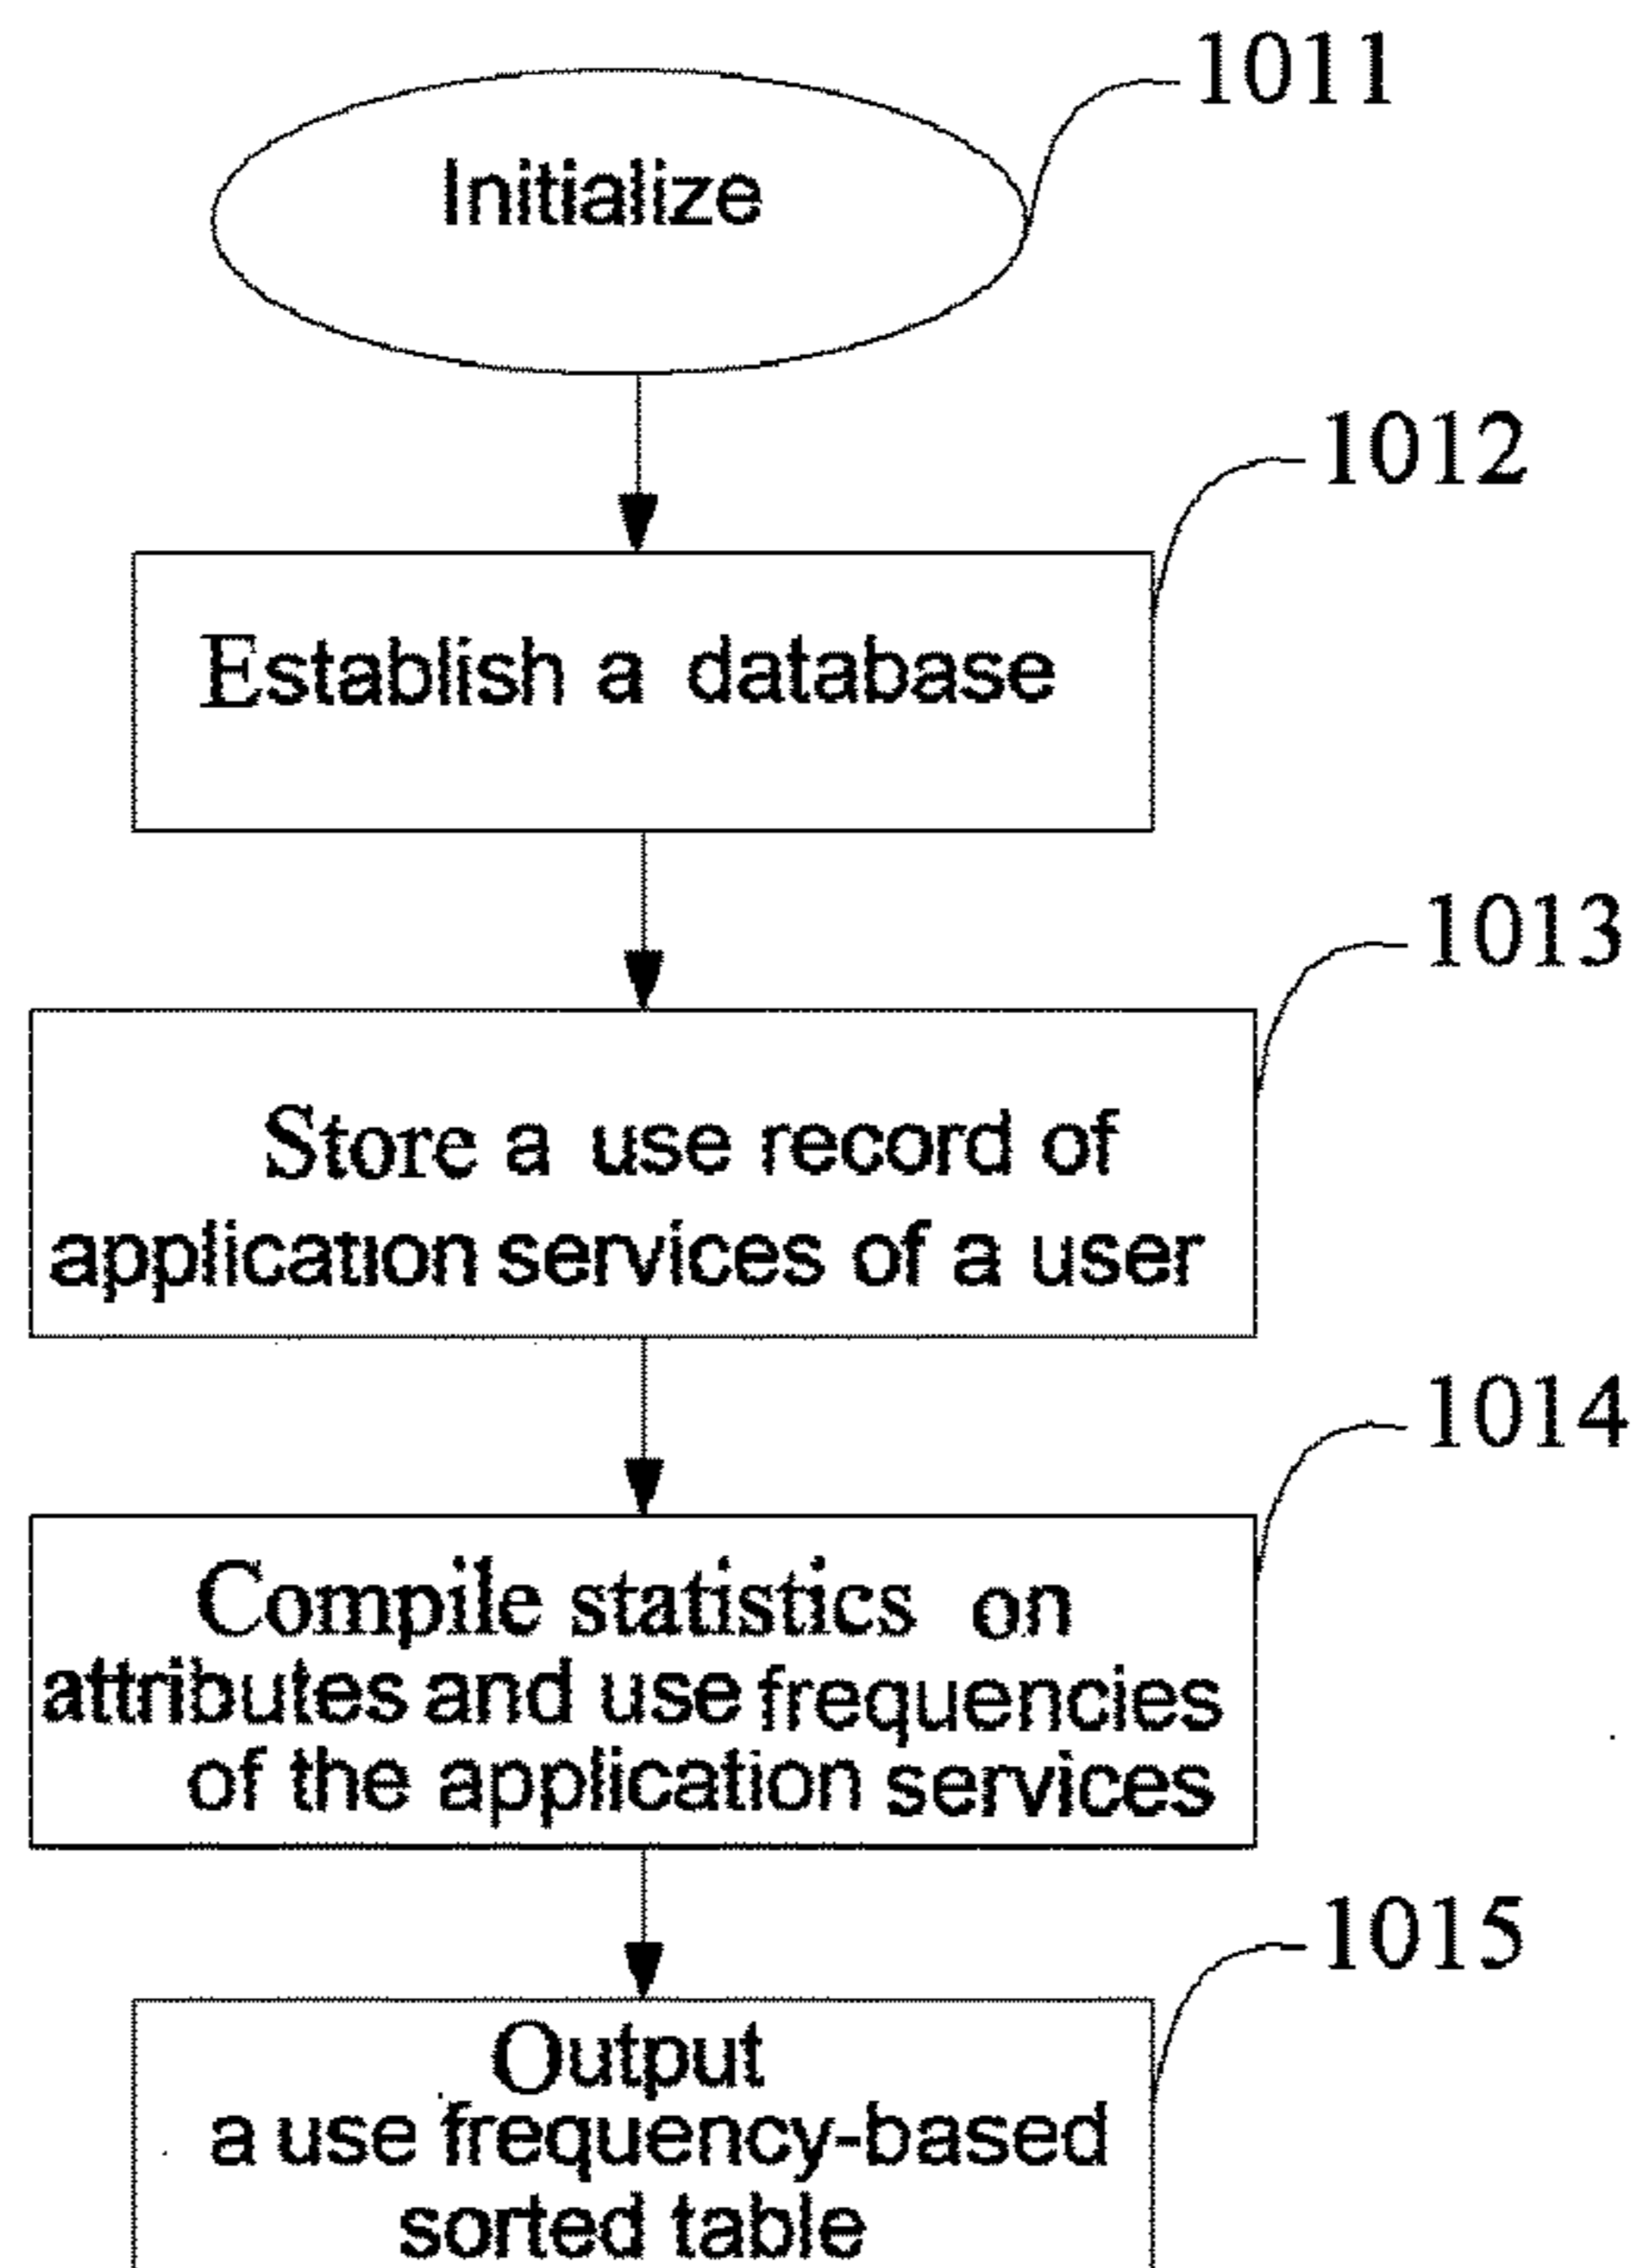 1011
Initialize
1012
Establish a database
1013
Store a use record of
application services of a user
1014
Compile statistics on
attributes and use frequencies
of the application services
1015
Output
a use frequency-based
sorted table